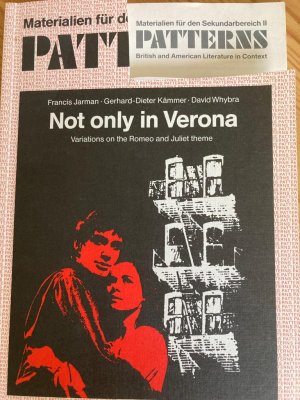 Materialien für de
PATT
Materialien für den Sekundarbereich II
PATTERNS
British and American Literature in Context
Francis Jarman · Gerhard-Dieter Kämmer · David Whybra
Not only in Verona
Variations on the Romeo and Juliet theme